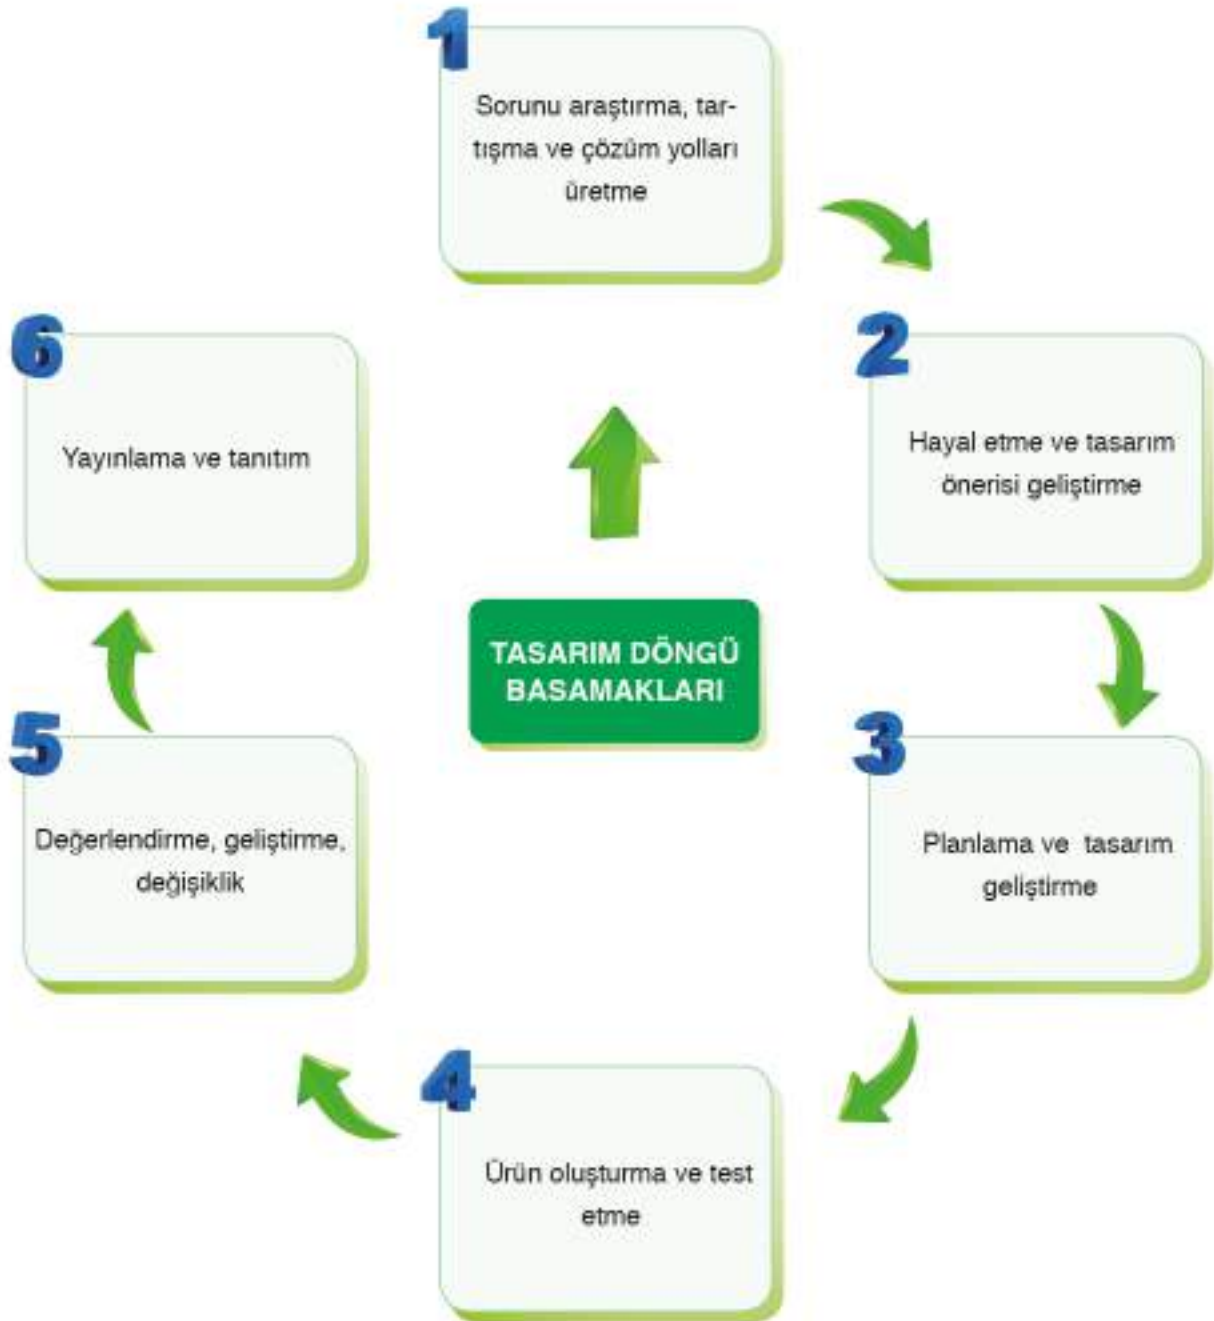 1
Sorunu araştırma, tar-
tışma ve çözüm yolları
üretme
2
Hayal etme ve tasarım
önerisi geliştirme
3
Planlama ve tasarım
geliştirme
4
Ürün oluşturma ve test
etme
5
Değerlendirme, geliştirme,
değişiklik
6
Yayınlama ve tanıtım
TASARIM DÖNGÜ
BASAMAKLARI